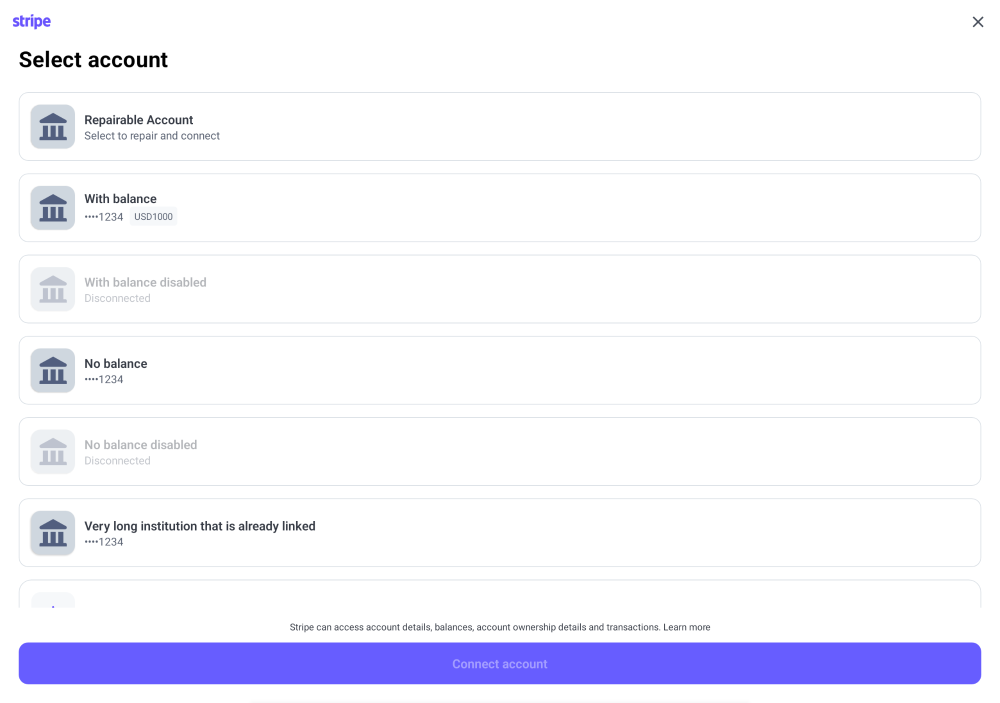 stripe
Select account
Repairable Account
Select to repair and connect
With balance
••••1234 USD1000
With balance disabled
Disconnected
No balance
••••1234
No balance disabled
Disconnected
Very long institution that is already linked
••••1234
Stripe can access account details, balances, account ownership details and transactions. Learn more
Connect account